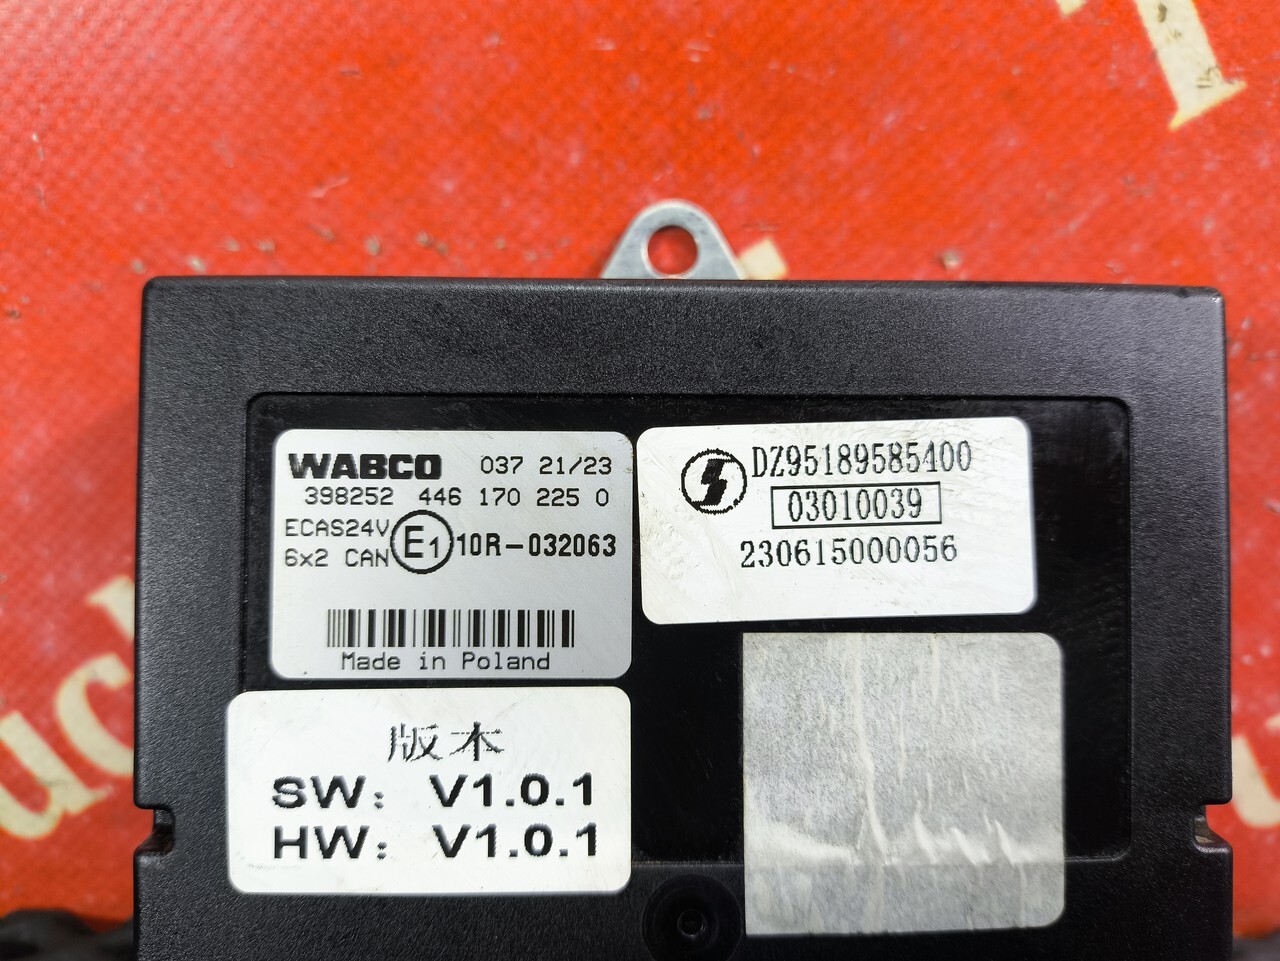 WABCO 037 21/23
398252 446 170 225 0
ECAS24V
6x2 CAN E1 10R-032063
Made in Poland
DZ95189585400
03010039
230615000056
版本
SW: V1.0.1
HW: V1.0.1